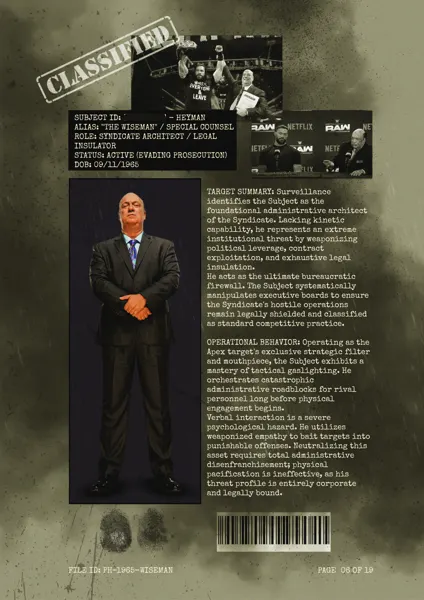 CLASSIFIED
SUBJECT ID: ' ' - HEYMAN
ALIAS: "THE WISEMAN" / SPECIAL COUNSEL
ROLE: SYNDICATE ARCHITECT / LEGAL
INSULATOR
STATUS: ACTIVE (EVADING PROSECUTION)
DOB: 09/11/1965
EVERYONE
& LEAVE
RAW
NETFLIX
RAW
NETFLIX
TARGET SUMMARY: Surveillance
identifies the Subject as the
foundational administrative architect
of the Syndicate. Lacking kinetic
capability, he represents an extreme
institutional threat by weaponizing
political leverage, contract
exploitation, and exhaustive legal
insulation.
He acts as the ultimate bureaucratic
firewall. The Subject systematically
manipulates executive boards to ensure
the Syndicate's hostile operations
remain legally shielded and classified
as standard competitive practice.
OPERATIONAL BEHAVIOR: Operating as the
Apex target's exclusive strategic filter
and mouthpiece, the Subject exhibits a
mastery of tactical gaslighting. He
orchestrates catastrophic
administrative roadblocks for rival
personnel long before physical
engagement begins.
Verbal interaction is a severe
psychological hazard. He utilizes
weaponized empathy to bait targets into
punishable offenses. Neutralizing this
asset requires total administrative
disenfranchisement; physical
pacification is ineffective, as his
threat profile is entirely corporate
and legally bound.
FILE ID: PH-1965-WISEMAN
PAGE 06 OF 19